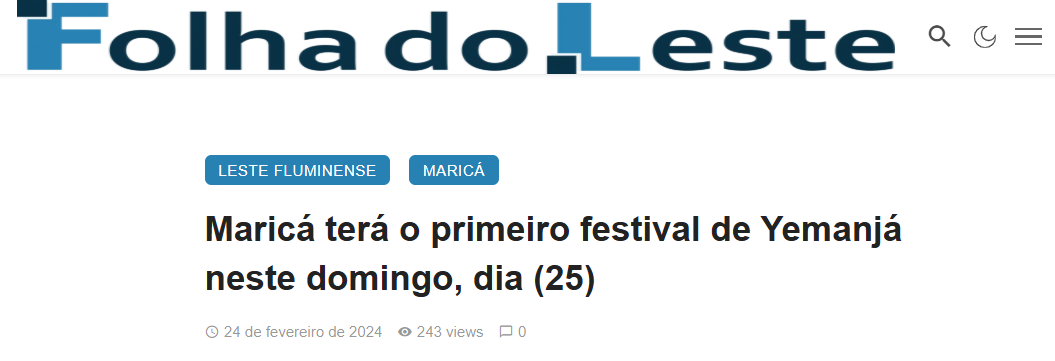 Folha do Leste
LESTE FLUMINENSE MARICÁ
Maricá terá o primeiro festival de Yemanjá
neste domingo, dia (25)
24 de fevereiro de 2024 243 views 0